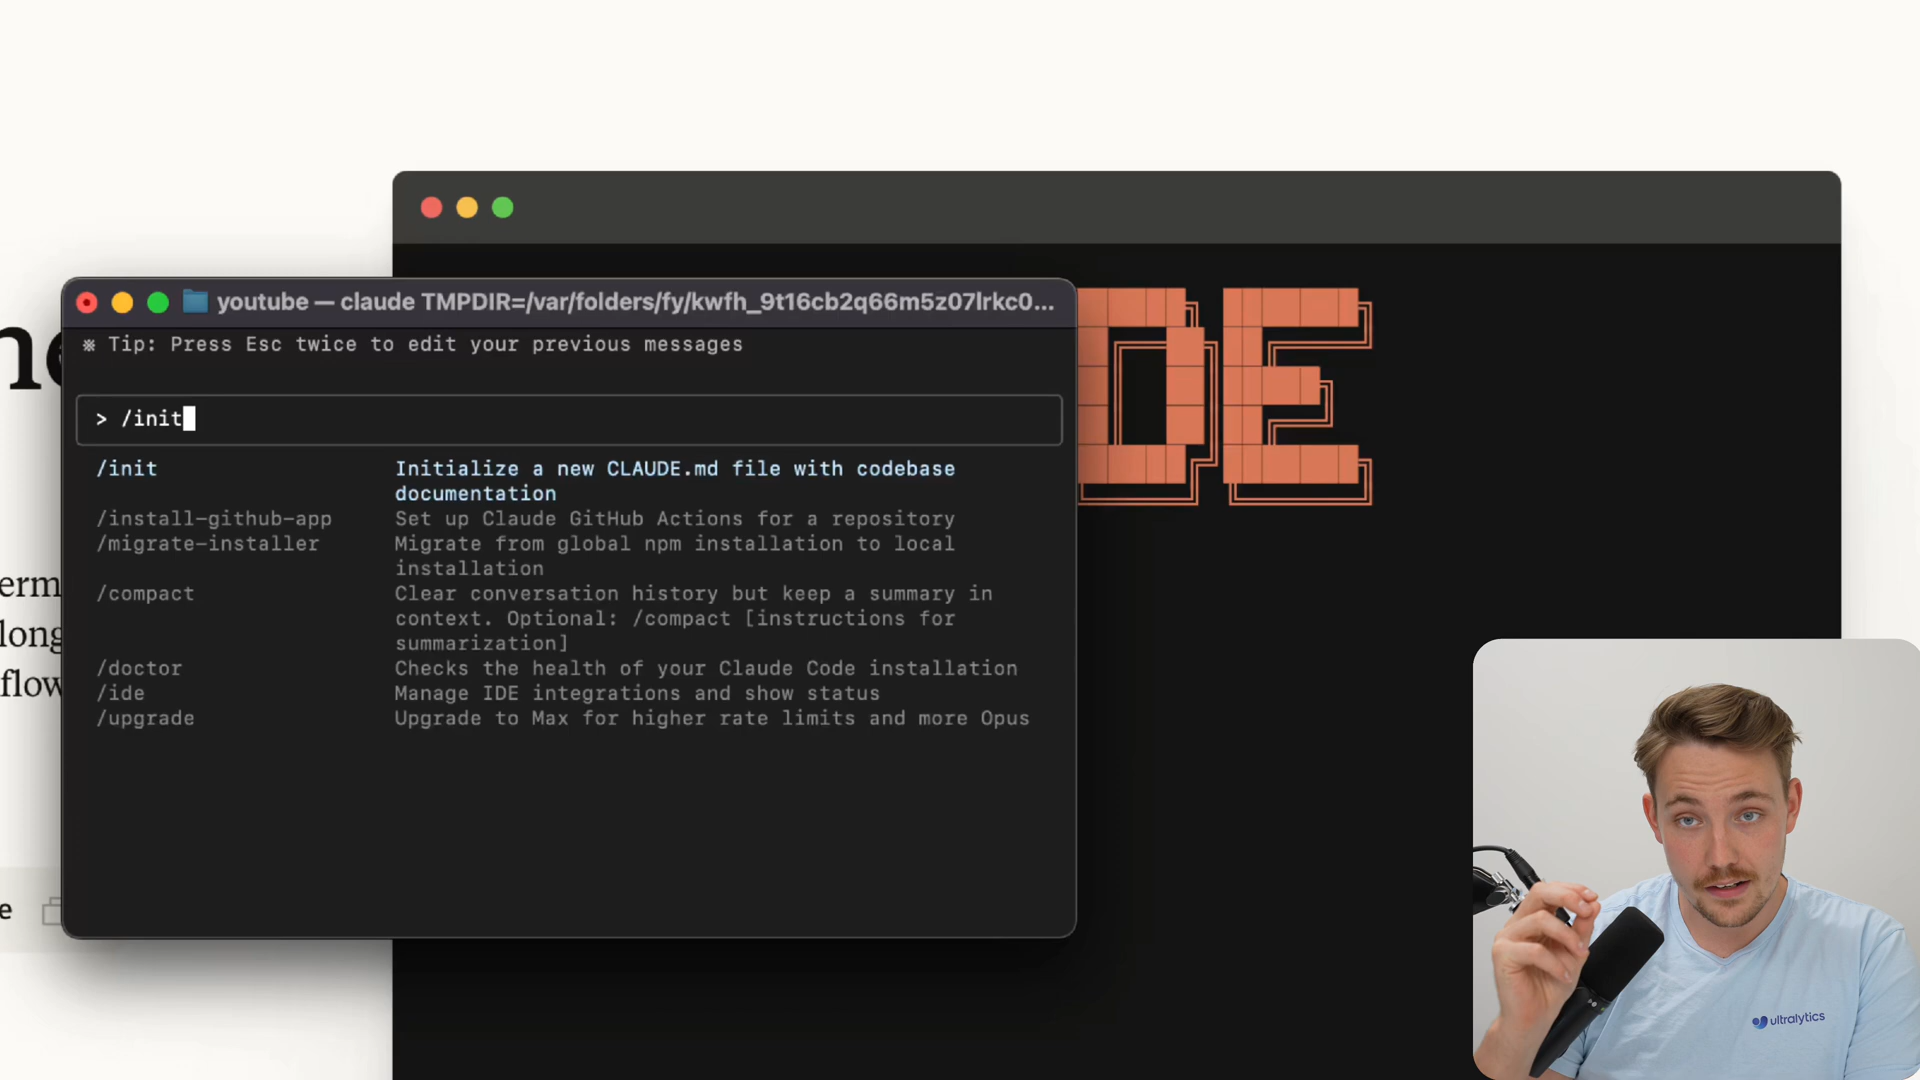 youtube — claude TMPDIR=/var/folders/fy/kwfh_9t16cb2q66m5z07lrkc0...
※ Tip: Press Esc twice to edit your previous messages
> /init
/init Initialize a new CLAUDE.md file with codebase
documentation
/install-github-app Set up Claude GitHub Actions for a repository
/migrate-installer Migrate from global npm installation to local
installation
/compact Clear conversation history but keep a summary in
context. Optional: /compact [instructions for
summarization]
/doctor Checks the health of your Claude Code installation
/ide Manage IDE integrations and show status
/upgrade Upgrade to Max for higher rate limits and more Opus
DE
erm
long
flow
e
ultralytics